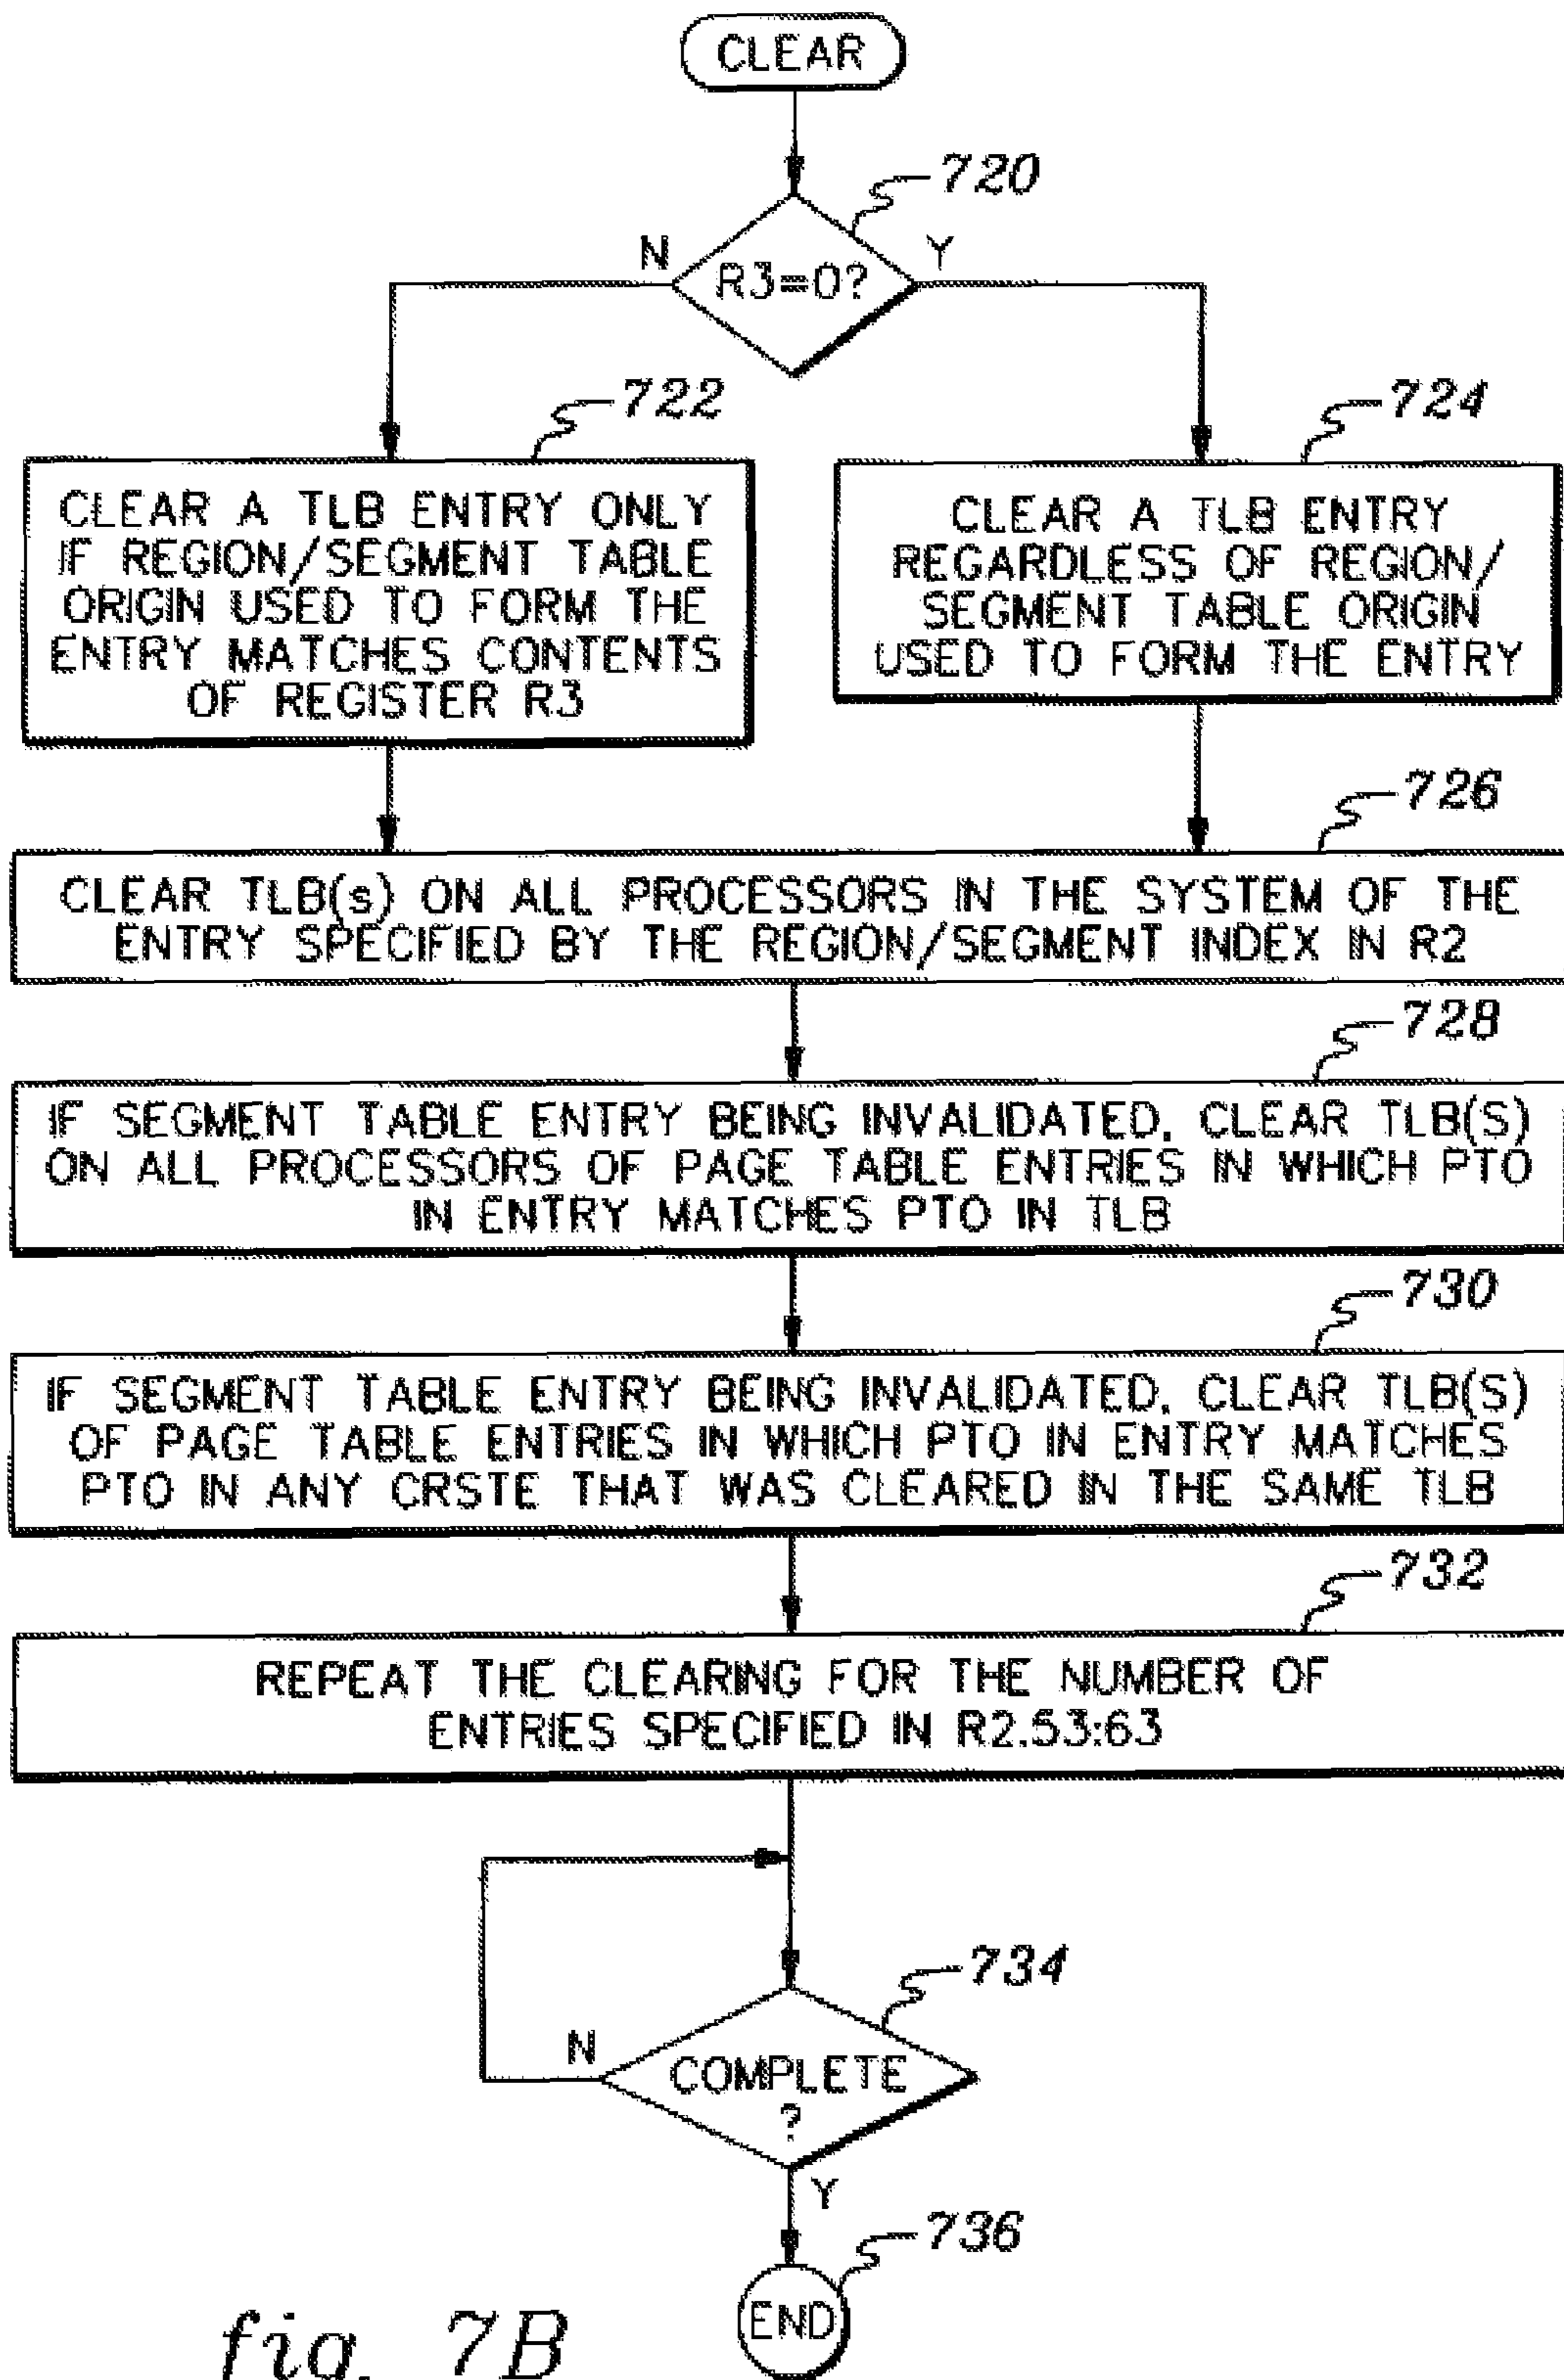 CLEAR
720
N
R3=0?
Y
722
724
CLEAR A TLB ENTRY ONLY
IF REGION/SEGMENT TABLE
ORIGIN USED TO FORM THE
ENTRY MATCHES CONTENTS
OF REGISTER R3
CLEAR A TLB ENTRY
REGARDLESS OF REGION/
SEGMENT TABLE ORIGIN
USED TO FORM THE ENTRY
726
CLEAR TLB(s) ON ALL PROCESSORS IN THE SYSTEM OF THE
ENTRY SPECIFIED BY THE REGION/SEGMENT INDEX IN R2
728
IF SEGMENT TABLE ENTRY BEING INVALIDATED, CLEAR TLB(S)
ON ALL PROCESSORS OF PAGE TABLE ENTRIES IN WHICH PTO
IN ENTRY MATCHES PTO IN TLB
730
IF SEGMENT TABLE ENTRY BEING INVALIDATED, CLEAR TLB(S)
OF PAGE TABLE ENTRIES IN WHICH PTO IN ENTRY MATCHES
PTO IN ANY CRSTE THAT WAS CLEARED IN THE SAME TLB
732
REPEAT THE CLEARING FOR THE NUMBER OF
ENTRIES SPECIFIED IN R2.53:63
734
N
COMPLETE
?
Y
736
END
fig. 7B